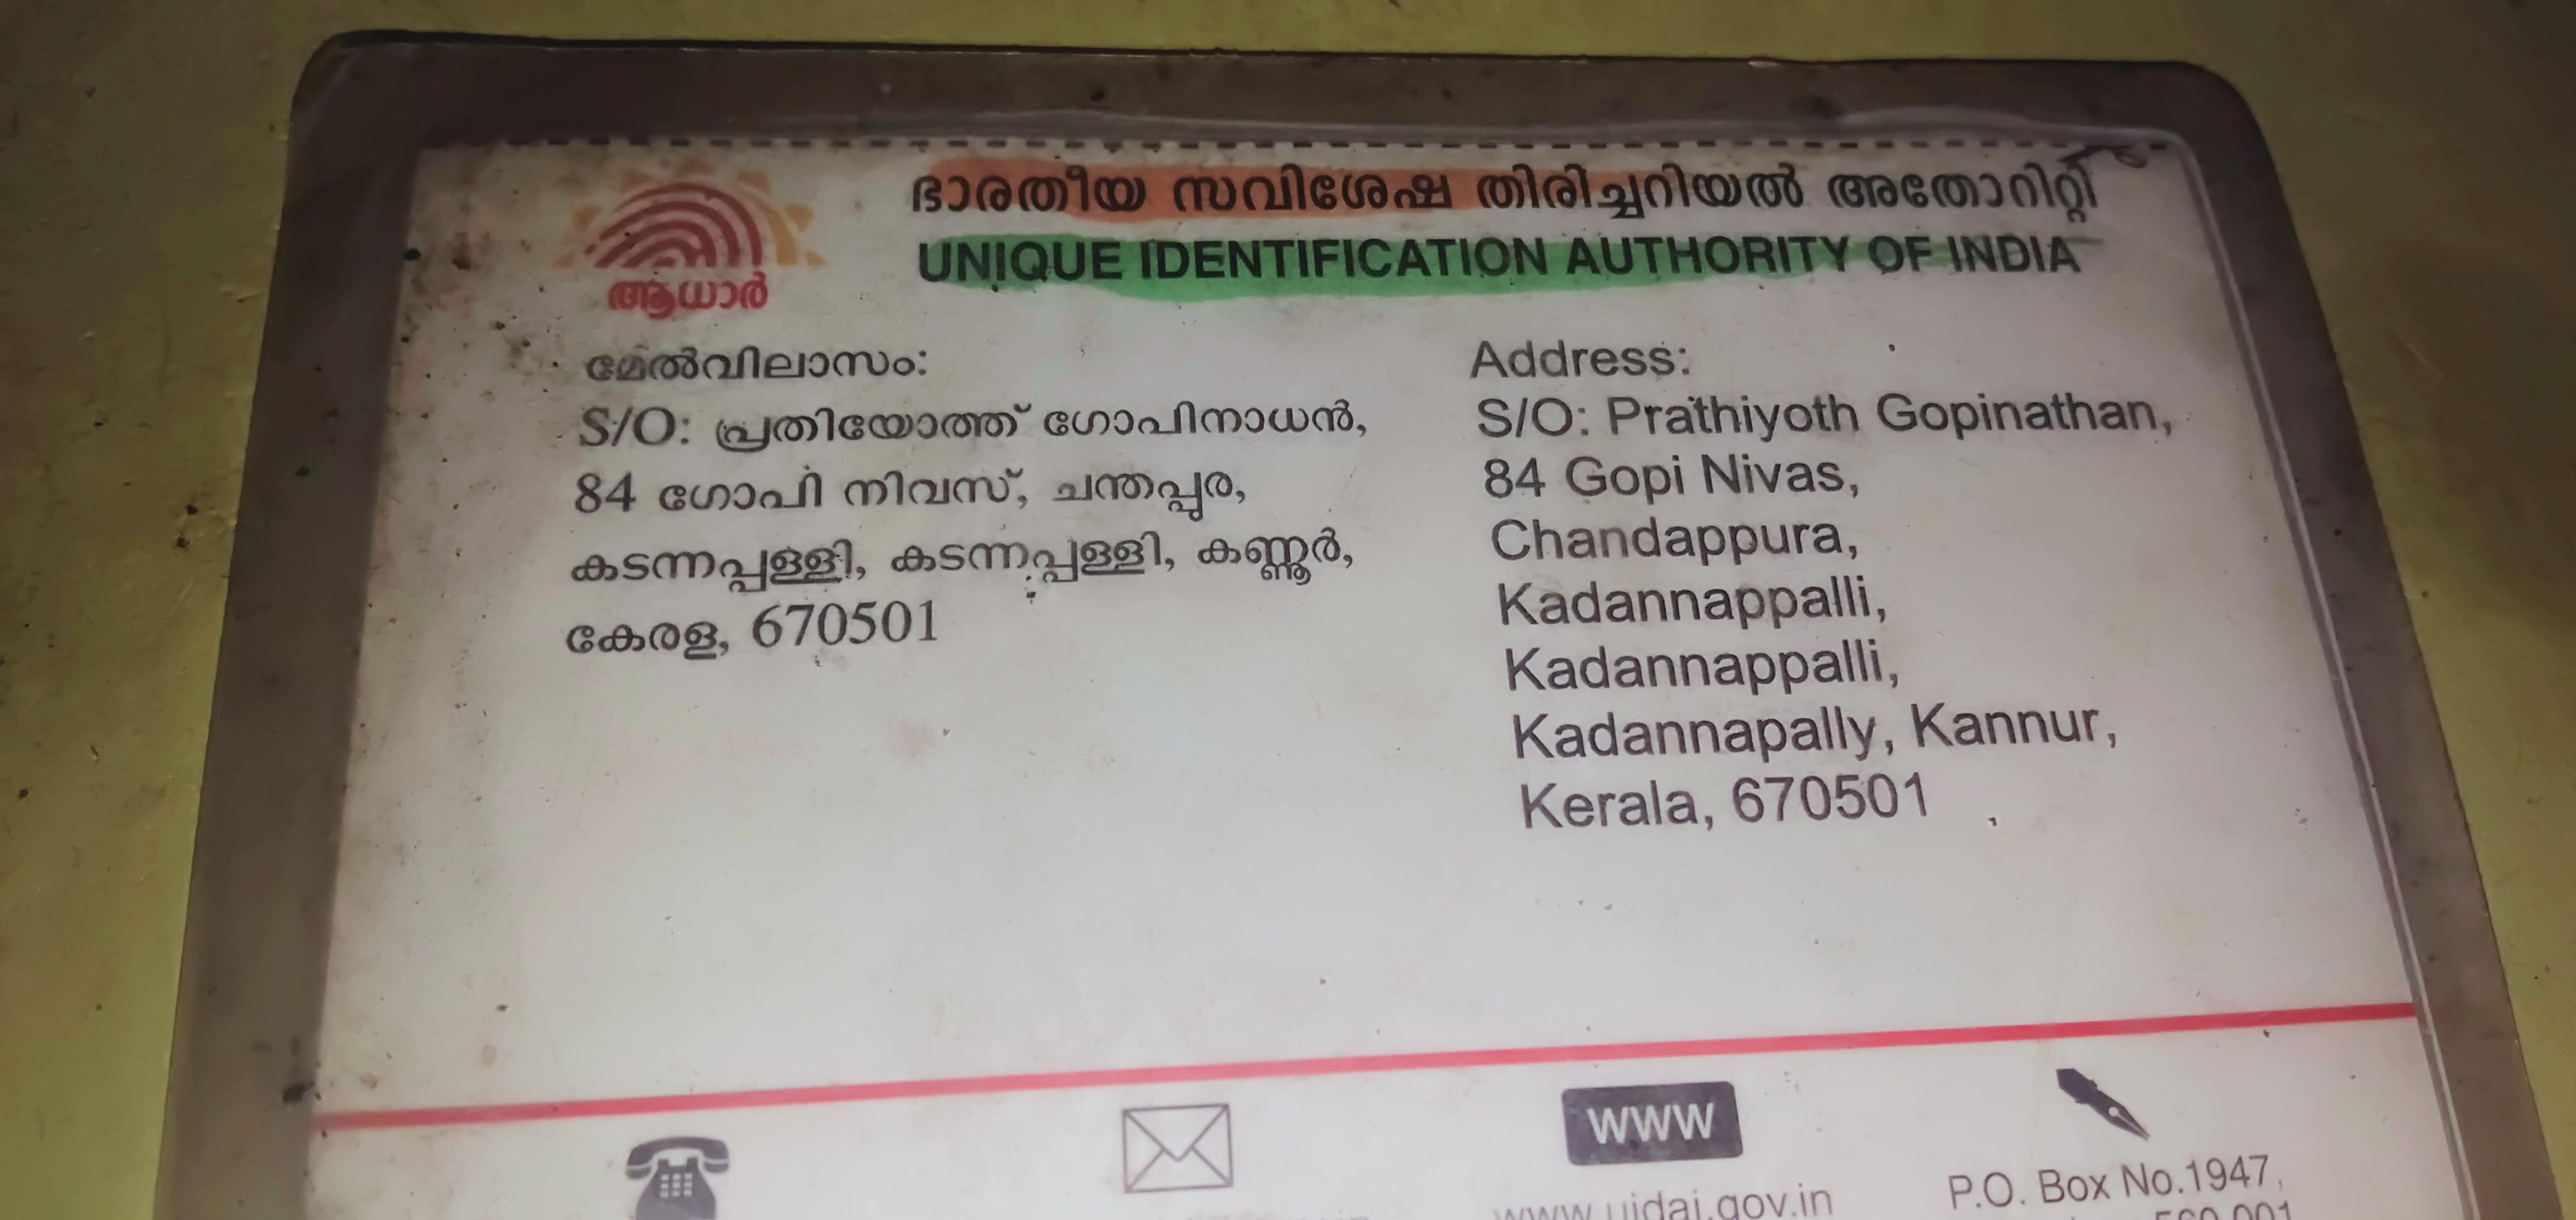 ആധാർ
ഭാരതീയ സവിശേഷ തിരിച്ചറിയൽ അതോറിറ്റി
UNIQUE IDENTIFICATION AUTHORITY OF INDIA
മേൽവിലാസം:
S/O: പ്രതിയോത്ത് ഗോപിനാധൻ,
84 ഗോപി നിവസ്, ചന്തപ്പുര,
കടന്നപ്പള്ളി, കടന്നപ്പള്ളി, കണ്ണൂർ,
കേരള, 670501
Address:
S/O: Prathiyoth Gopinathan,
84 Gopi Nivas,
Chandappura,
Kadannappalli,
Kadannappalli,
Kadannapally, Kannur,
Kerala, 670501
WWW
www.uidai.gov.in
P.O. Box No.1947,